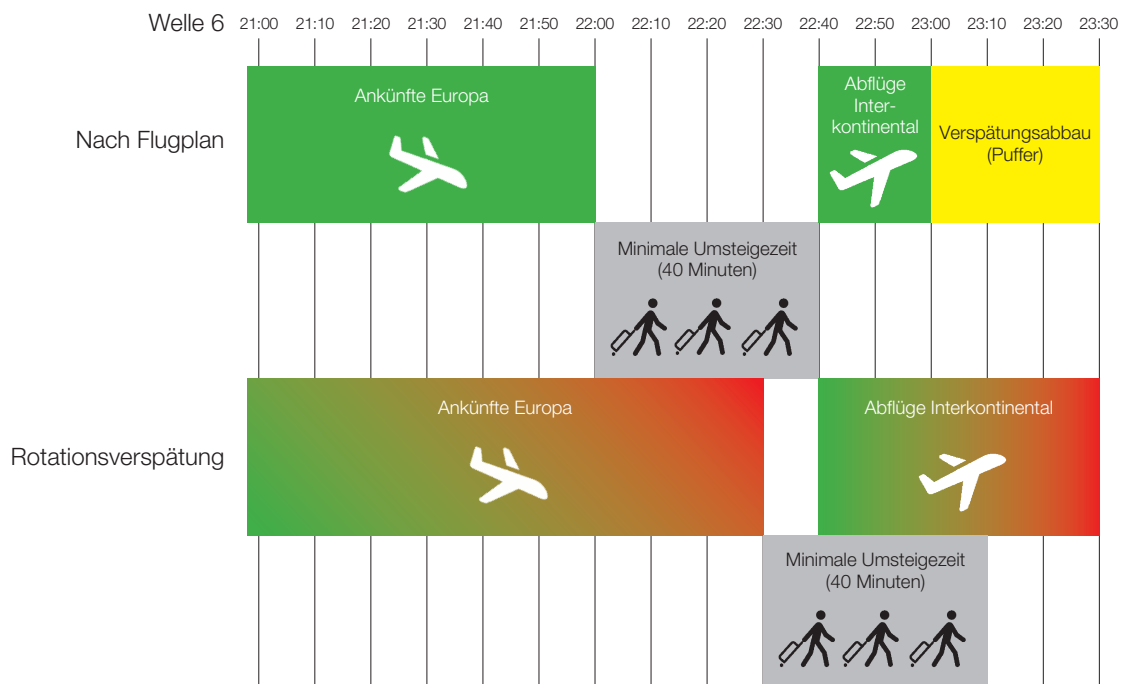 Welle 6 21:00 21:10 21:20 21:30 21:40 21:50 22:00 22:10 22:20 22:30 22:40 22:50 23:00 23:10 23:20 23:30
Nach Flugplan
Ankünfte Europa
Abflüge
Inter-
kontinental
Verspätungsabbau
(Puffer)
Minimale Umsteigezeit
(40 Minuten)
Rotationsverspätung
Ankünfte Europa
Abflüge Interkontinental
Minimale Umsteigezeit
(40 Minuten)